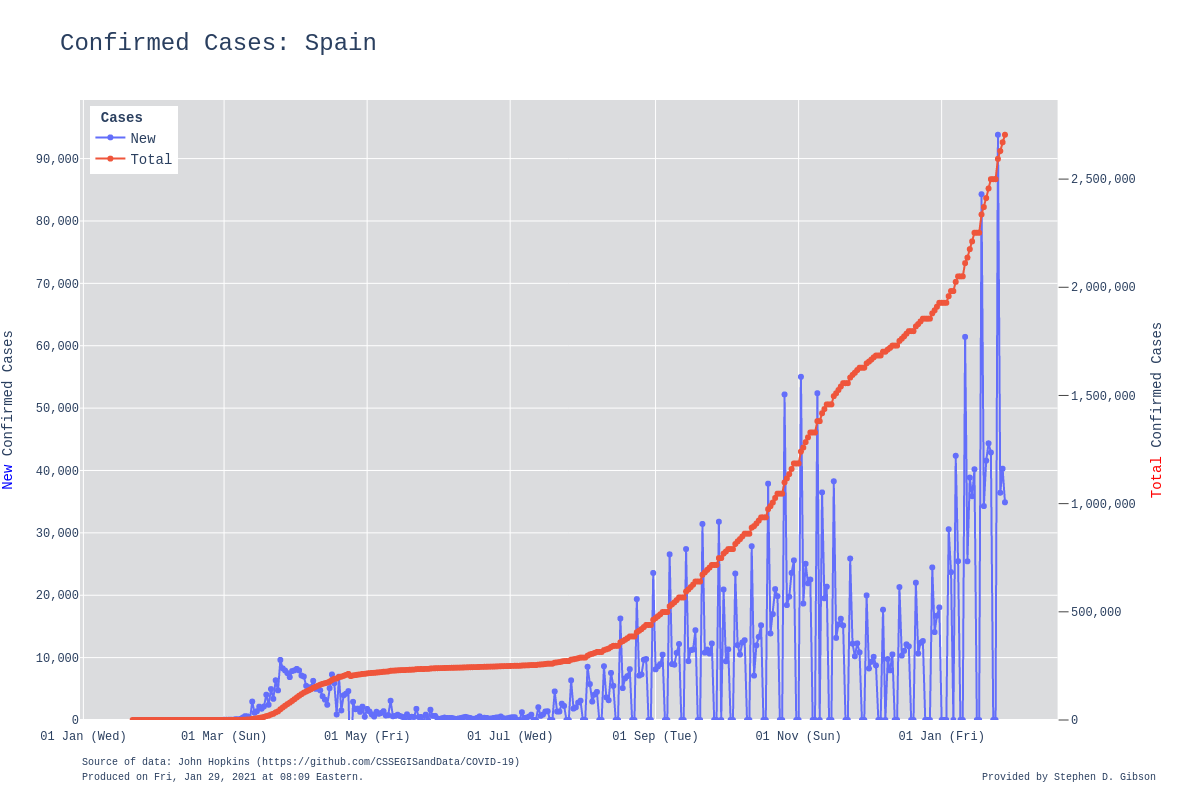 Confirmed Cases: Spain
Cases
New
Total
90,000
80,000
70,000
60,000
50,000
40,000
30,000
20,000
10,000
0
New Confirmed Cases
2,500,000
2,000,000
1,500,000
1,000,000
500,000
0
Total Confirmed Cases
01 Jan (Wed) 01 Mar (Sun) 01 May (Fri) 01 Jul (Wed) 01 Sep (Tue) 01 Nov (Sun) 01 Jan (Fri)
Source of data: John Hopkins (https://github.com/CSSEGISandData/COVID-19)
Produced on Fri, Jan 29, 2021 at 08:09 Eastern.
Provided by Stephen D. Gibson